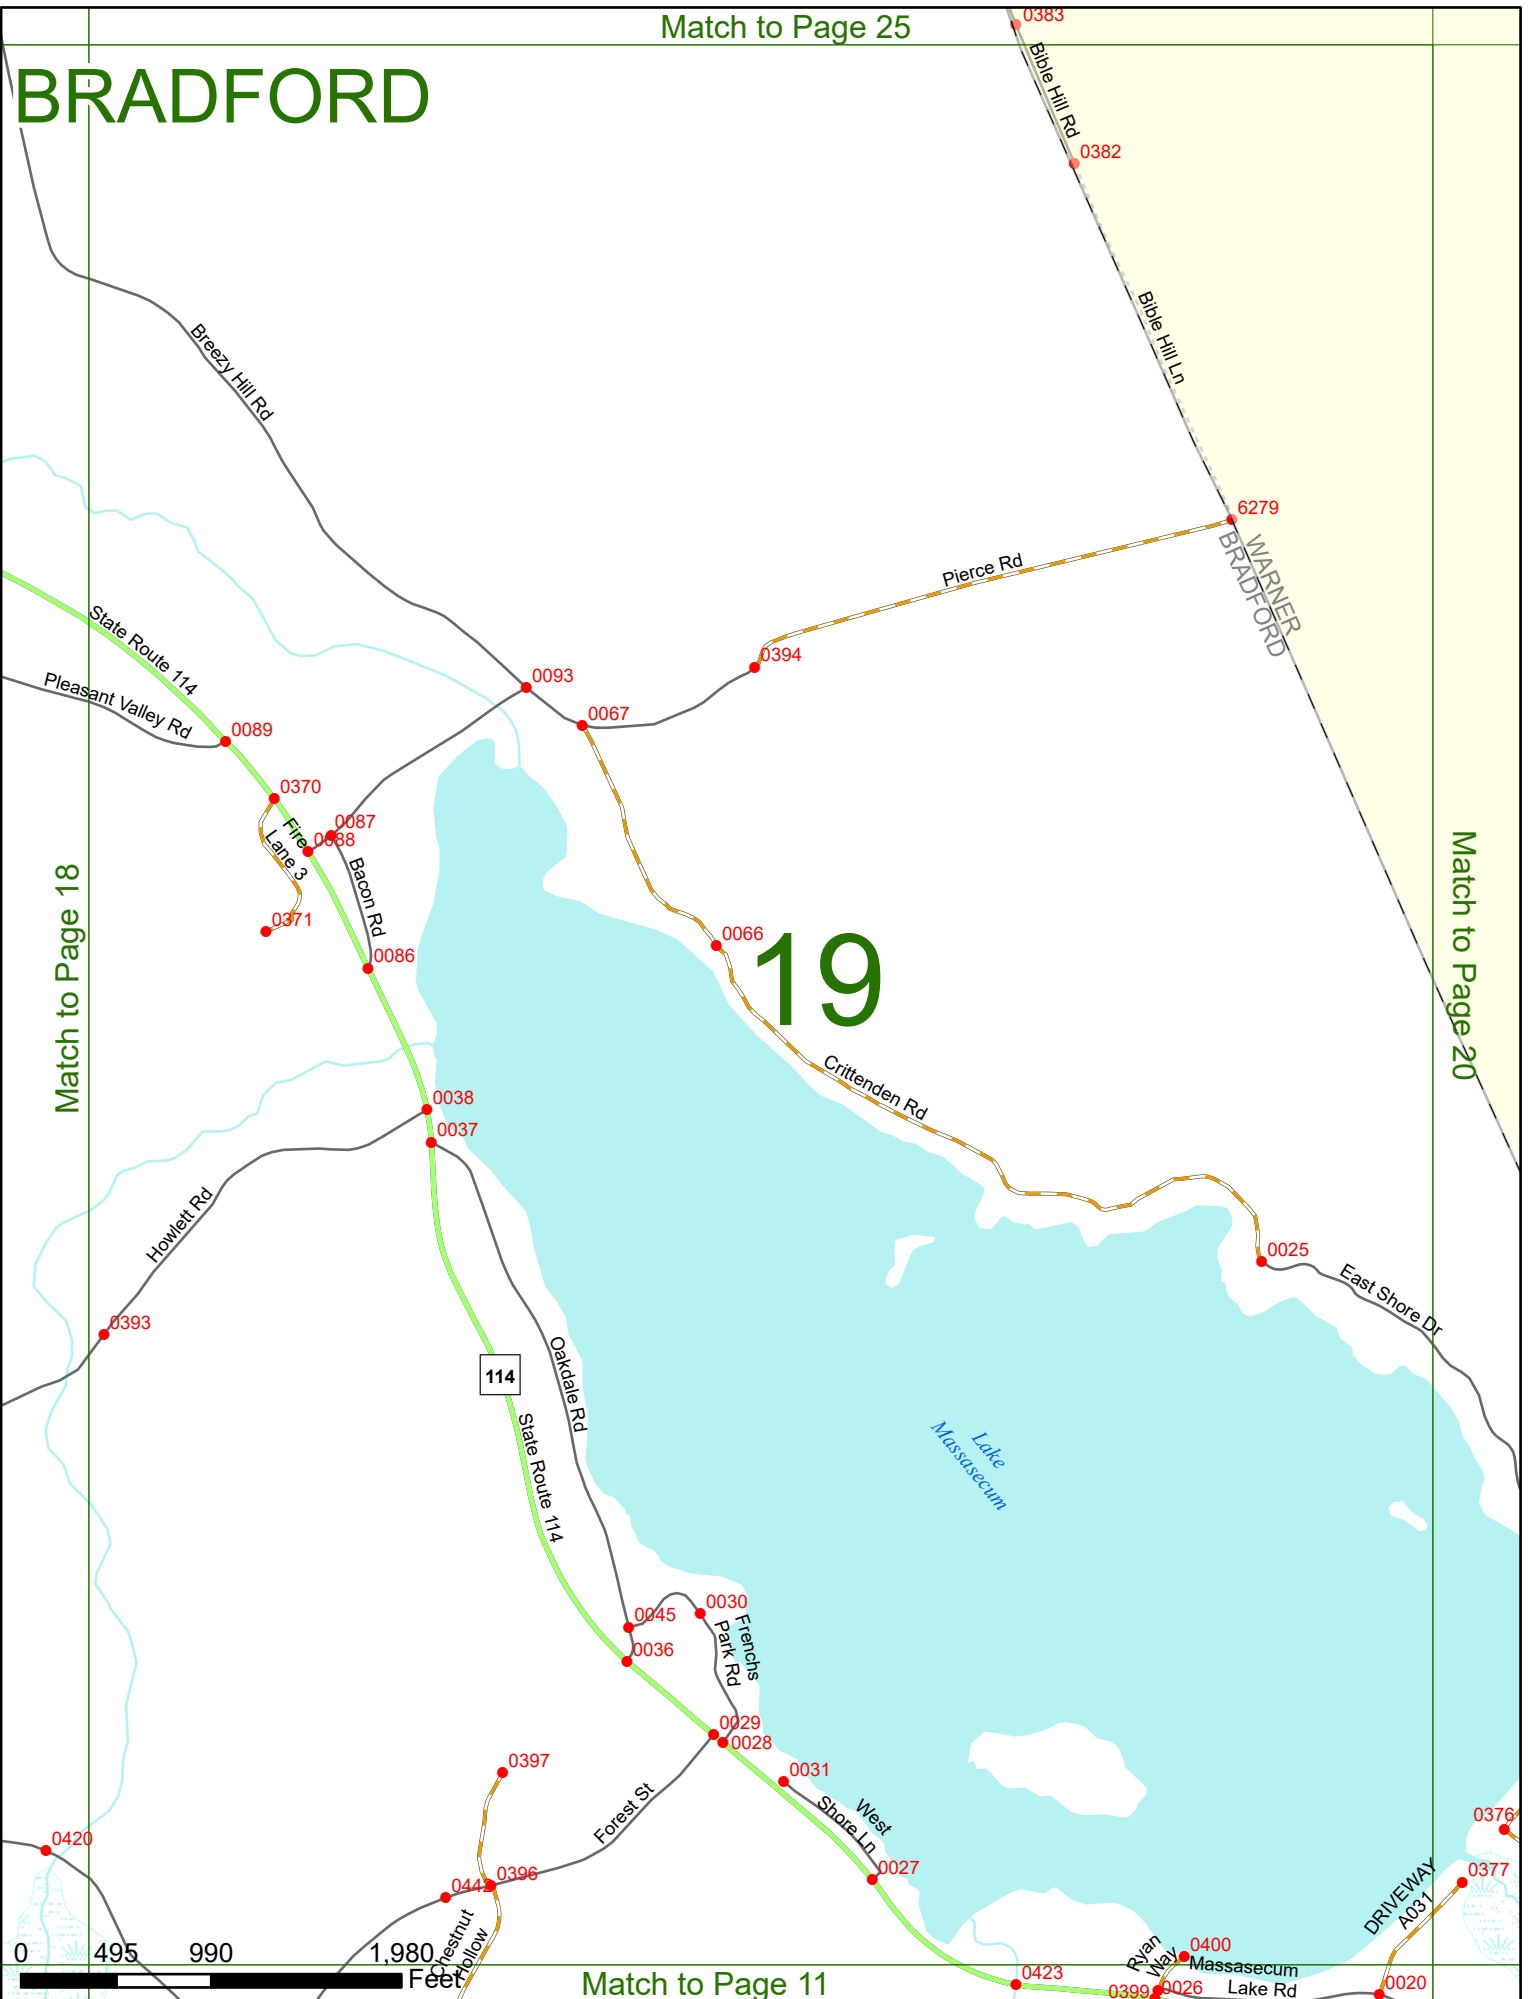 Match to Page 25
0383
BRADFORD
Bible Hill Rd
0382
Bible Hill Ln
Breezy Hill Rd
6279
WARNER
BRADFORD
Pierce Rd
State Route 114
0394
0093
Pleasant Valley Rd
0067
0089
0370
Fire
Lane 3
0087
0088
Bacon Rd
Match to Page 18
Match to Page 20
0371
0066
19
0086
Crittenden Rd
0038
0037
Howlett Rd
0025
East Shore Dr
0393
114
Oakdale Rd
State Route 114
Lake
Massasecum
0030
0045
Frenchs
Park Rd
0036
0029
0028
0397
0031
West
Shore Ln
Forest St
0376
0420
0027
0377
0396
0442
DRIVEWAY
A031
Chestnut
Hollow
Ryan
Way
0400
Massasecum
Lake Rd
0 495 990 1,980
Feet
Match to Page 11
0423
0399
0026
0020